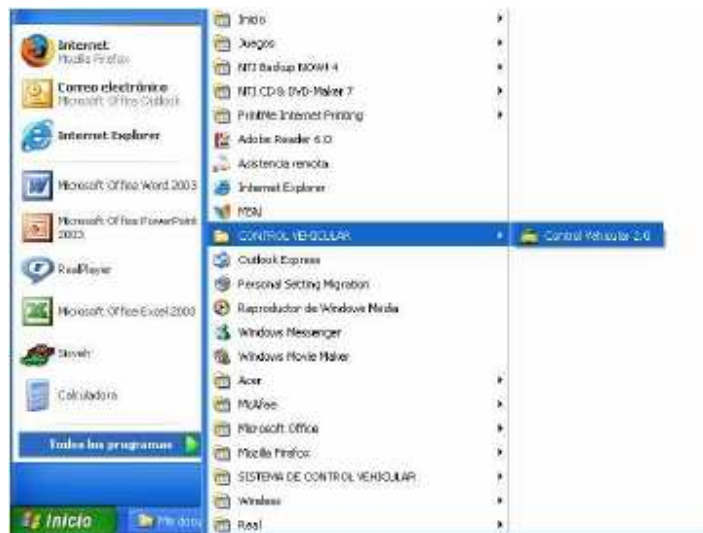 Internet
Mozilla Firefox
Correo electrónico
Microsoft Office Outlook
Internet Explorer
Microsoft Office Word 2003
Microsoft Office PowerPoint
2003
RealPlayer
Microsoft Office Excel 2003
Calculadora
Todos los programas
Inicio
Inicio
Juegos
NTI Backup NOW! 4
NTI CD & DVD-Maker 7
PrintMe Internet Printing
Adobe Reader 6.0
Asistencia remota
Internet Explorer
MSN
CONTROL VEHICULAR
Outlook Express
Personal Setting Migration
Reproductor de Windows Media
Windows Messenger
Windows Movie Maker
Acer
McAfee
Microsoft Office
Mozilla Firefox
SISTEMA DE CONTROL VEHICULAR
Wireless
Real
Control Vehicular 2.0